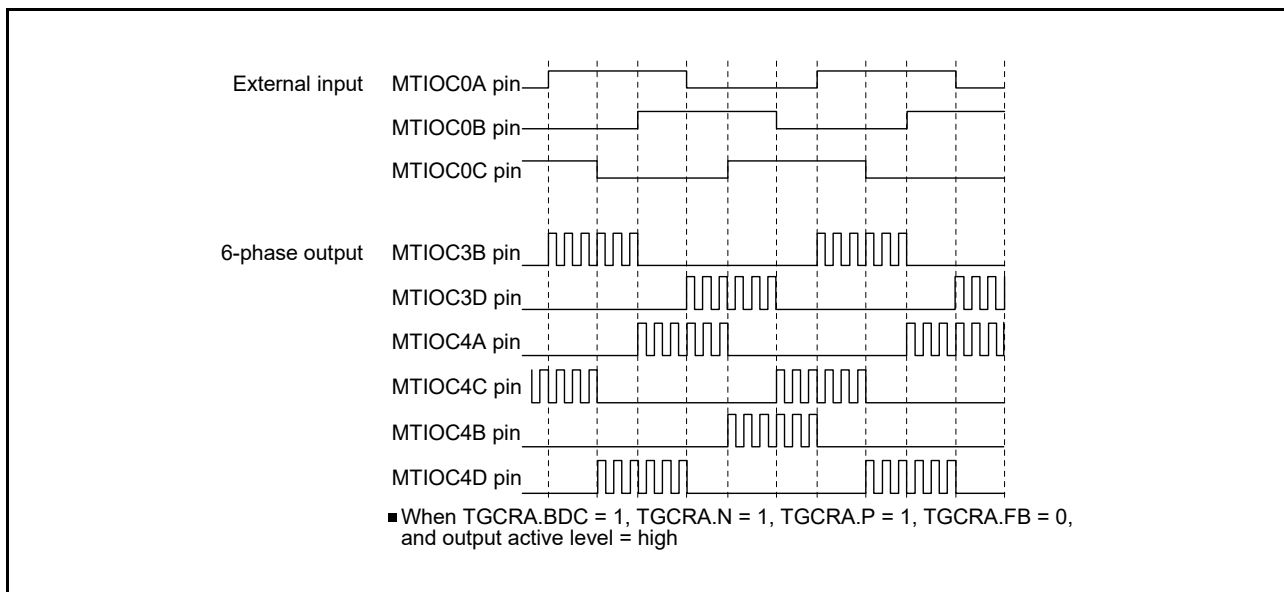 External input MTIOC0A pin
MTIOC0B pin
MTIOC0C pin
6-phase output MTIOC3B pin
MTIOC3D pin
MTIOC4A pin
MTIOC4C pin
MTIOC4B pin
MTIOC4D pin
■ When TGCRA.BDC = 1, TGCRA.N = 1, TGCRA.P = 1, TGCRA.FB = 0,
and output active level = high